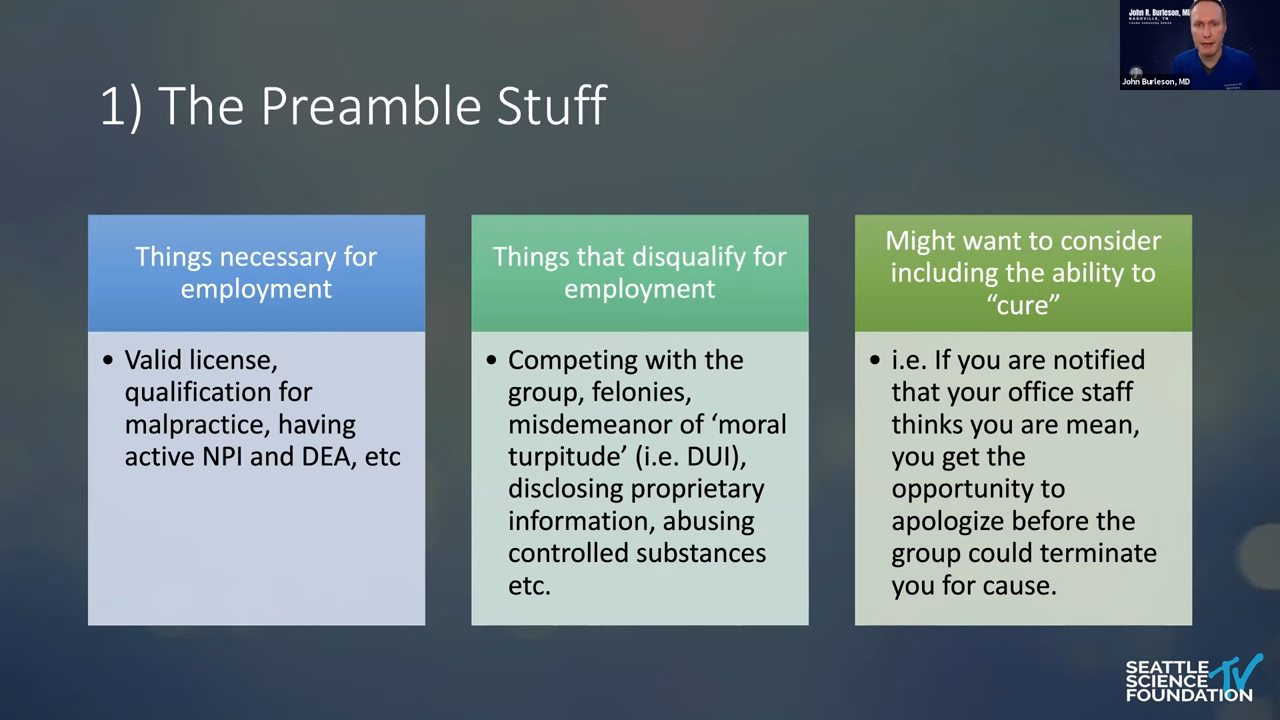 John R. Burleson, MD
NASHVILLE, TN
John Burleson, MD
1) The Preamble Stuff
Things necessary for
employment
• Valid license,
qualification for
malpractice, having
active NPI and DEA, etc
Things that disqualify for
employment
• Competing with the
group, felonies,
misdemeanor of ‘moral
turpitude’ (i.e. DUI),
disclosing proprietary
information, abusing
controlled substances
etc.
Might want to consider
including the ability to
“cure”
• i.e. If you are notified
that your office staff
thinks you are mean,
you get the
opportunity to
apologize before the
group could terminate
you for cause.
SEATTLE
SCIENCE TV
FOUNDATION